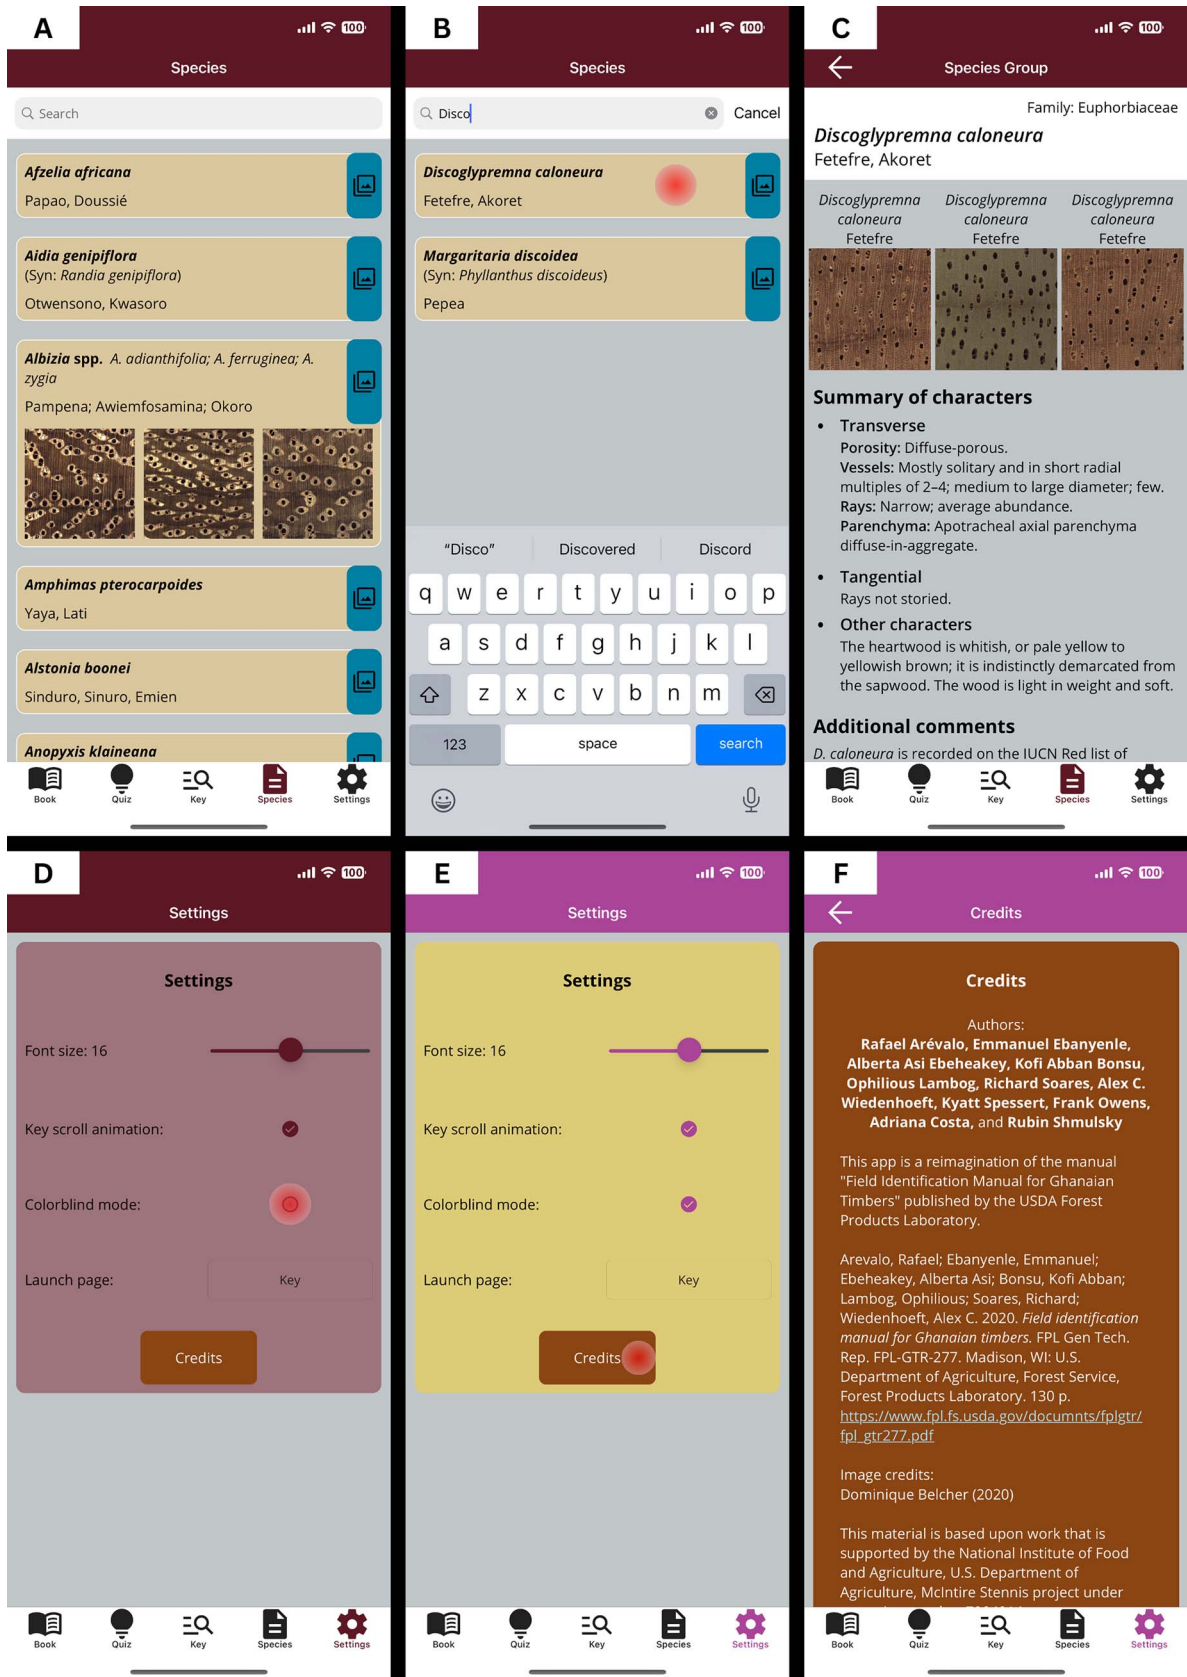 A
100
Species
Search
Afzelia africana
Papao, Doussié
Aidia genipiflora
(Syn: Randia genipiflora)
Otwensono, Kwasoro
Albizia spp. A. adianthifolia; A. ferruginea; A.
zygia
Pampena; Awiemfosamina; Okoro
Amphimas pterocarpoides
Yaya, Lati
Alstonia boonei
Sinduro, Sinuro, Emien
Anopyxis klaineana
Book
Quiz
Key
Species
Settings
B
100
Species
Disco
Cancel
Discoglypremna caloneura
Fetefre, Akoret
Margaritaria discoidea
(Syn: Phyllanthus discoideus)
Pepea
"Disco"
Discovered
Discord
q w e r t y u i o p
a s d f g h j k l
z x c v b n m
123
space
search
C
100
Species Group
Family: Euphorbiaceae
Discoglypremna caloneura
Fetefre, Akoret
Discoglypremna
caloneura
Fetefre
Discoglypremna
caloneura
Fetefre
Discoglypremna
caloneura
Fetefre
Summary of characters
• Transverse
Porosity: Diffuse-porous.
Vessels: Mostly solitary and in short radial
multiples of 2–4; medium to large diameter; few.
Rays: Narrow; average abundance.
Parenchyma: Apotracheal axial parenchyma
diffuse-in-aggregate.
• Tangential
Rays not storied.
• Other characters
The heartwood is whitish, or pale yellow to
yellowish brown; it is indistinctly demarcated from
the sapwood. The wood is light in weight and soft.
Additional comments
D. caloneura is recorded on the IUCN Red list of
Book
Quiz
Key
Species
Settings
D
100
Settings
Settings
Font size: 16
Key scroll animation:
Colorblind mode:
Launch page:
Key
Credits
Book
Quiz
Key
Species
Settings
E
100
Settings
Settings
Font size: 16
Key scroll animation:
Colorblind mode:
Launch page:
Key
Credits
Book
Quiz
Key
Species
Settings
F
100
Credits
Credits
Authors:
Rafael Arévalo, Emmanuel Ebanyenle,
Alberta Asi Ebeheakey, Kofi Abban Bonsu,
Ophilious Lambog, Richard Soares, Alex C.
Wiedenhoeft, Kyatt Spessert, Frank Owens,
Adriana Costa, and Rubin Shmulsky
This app is a reimagination of the manual
"Field Identification Manual for Ghanaian
Timbers" published by the USDA Forest
Products Laboratory.
Arevalo, Rafael; Ebanyenle, Emmanuel;
Ebeheakey, Alberta Asi; Bonsu, Kofi Abban;
Lambog, Ophilious; Soares, Richard;
Wiedenhoeft, Alex C. 2020. Field identification
manual for Ghanaian timbers. FPL Gen Tech.
Rep. FPL-GTR-277. Madison, WI: U.S.
Department of Agriculture, Forest Service,
Forest Products Laboratory. 130 p.
https://www.fpl.fs.usda.gov/documnts/fplgtr/
fpl_gtr277.pdf
Image credits:
Dominique Belcher (2020)
This material is based upon work that is
supported by the National Institute of Food
and Agriculture, U.S. Department of
Agriculture, McIntire Stennis project under
Book
Quiz
Key
Species
Settings